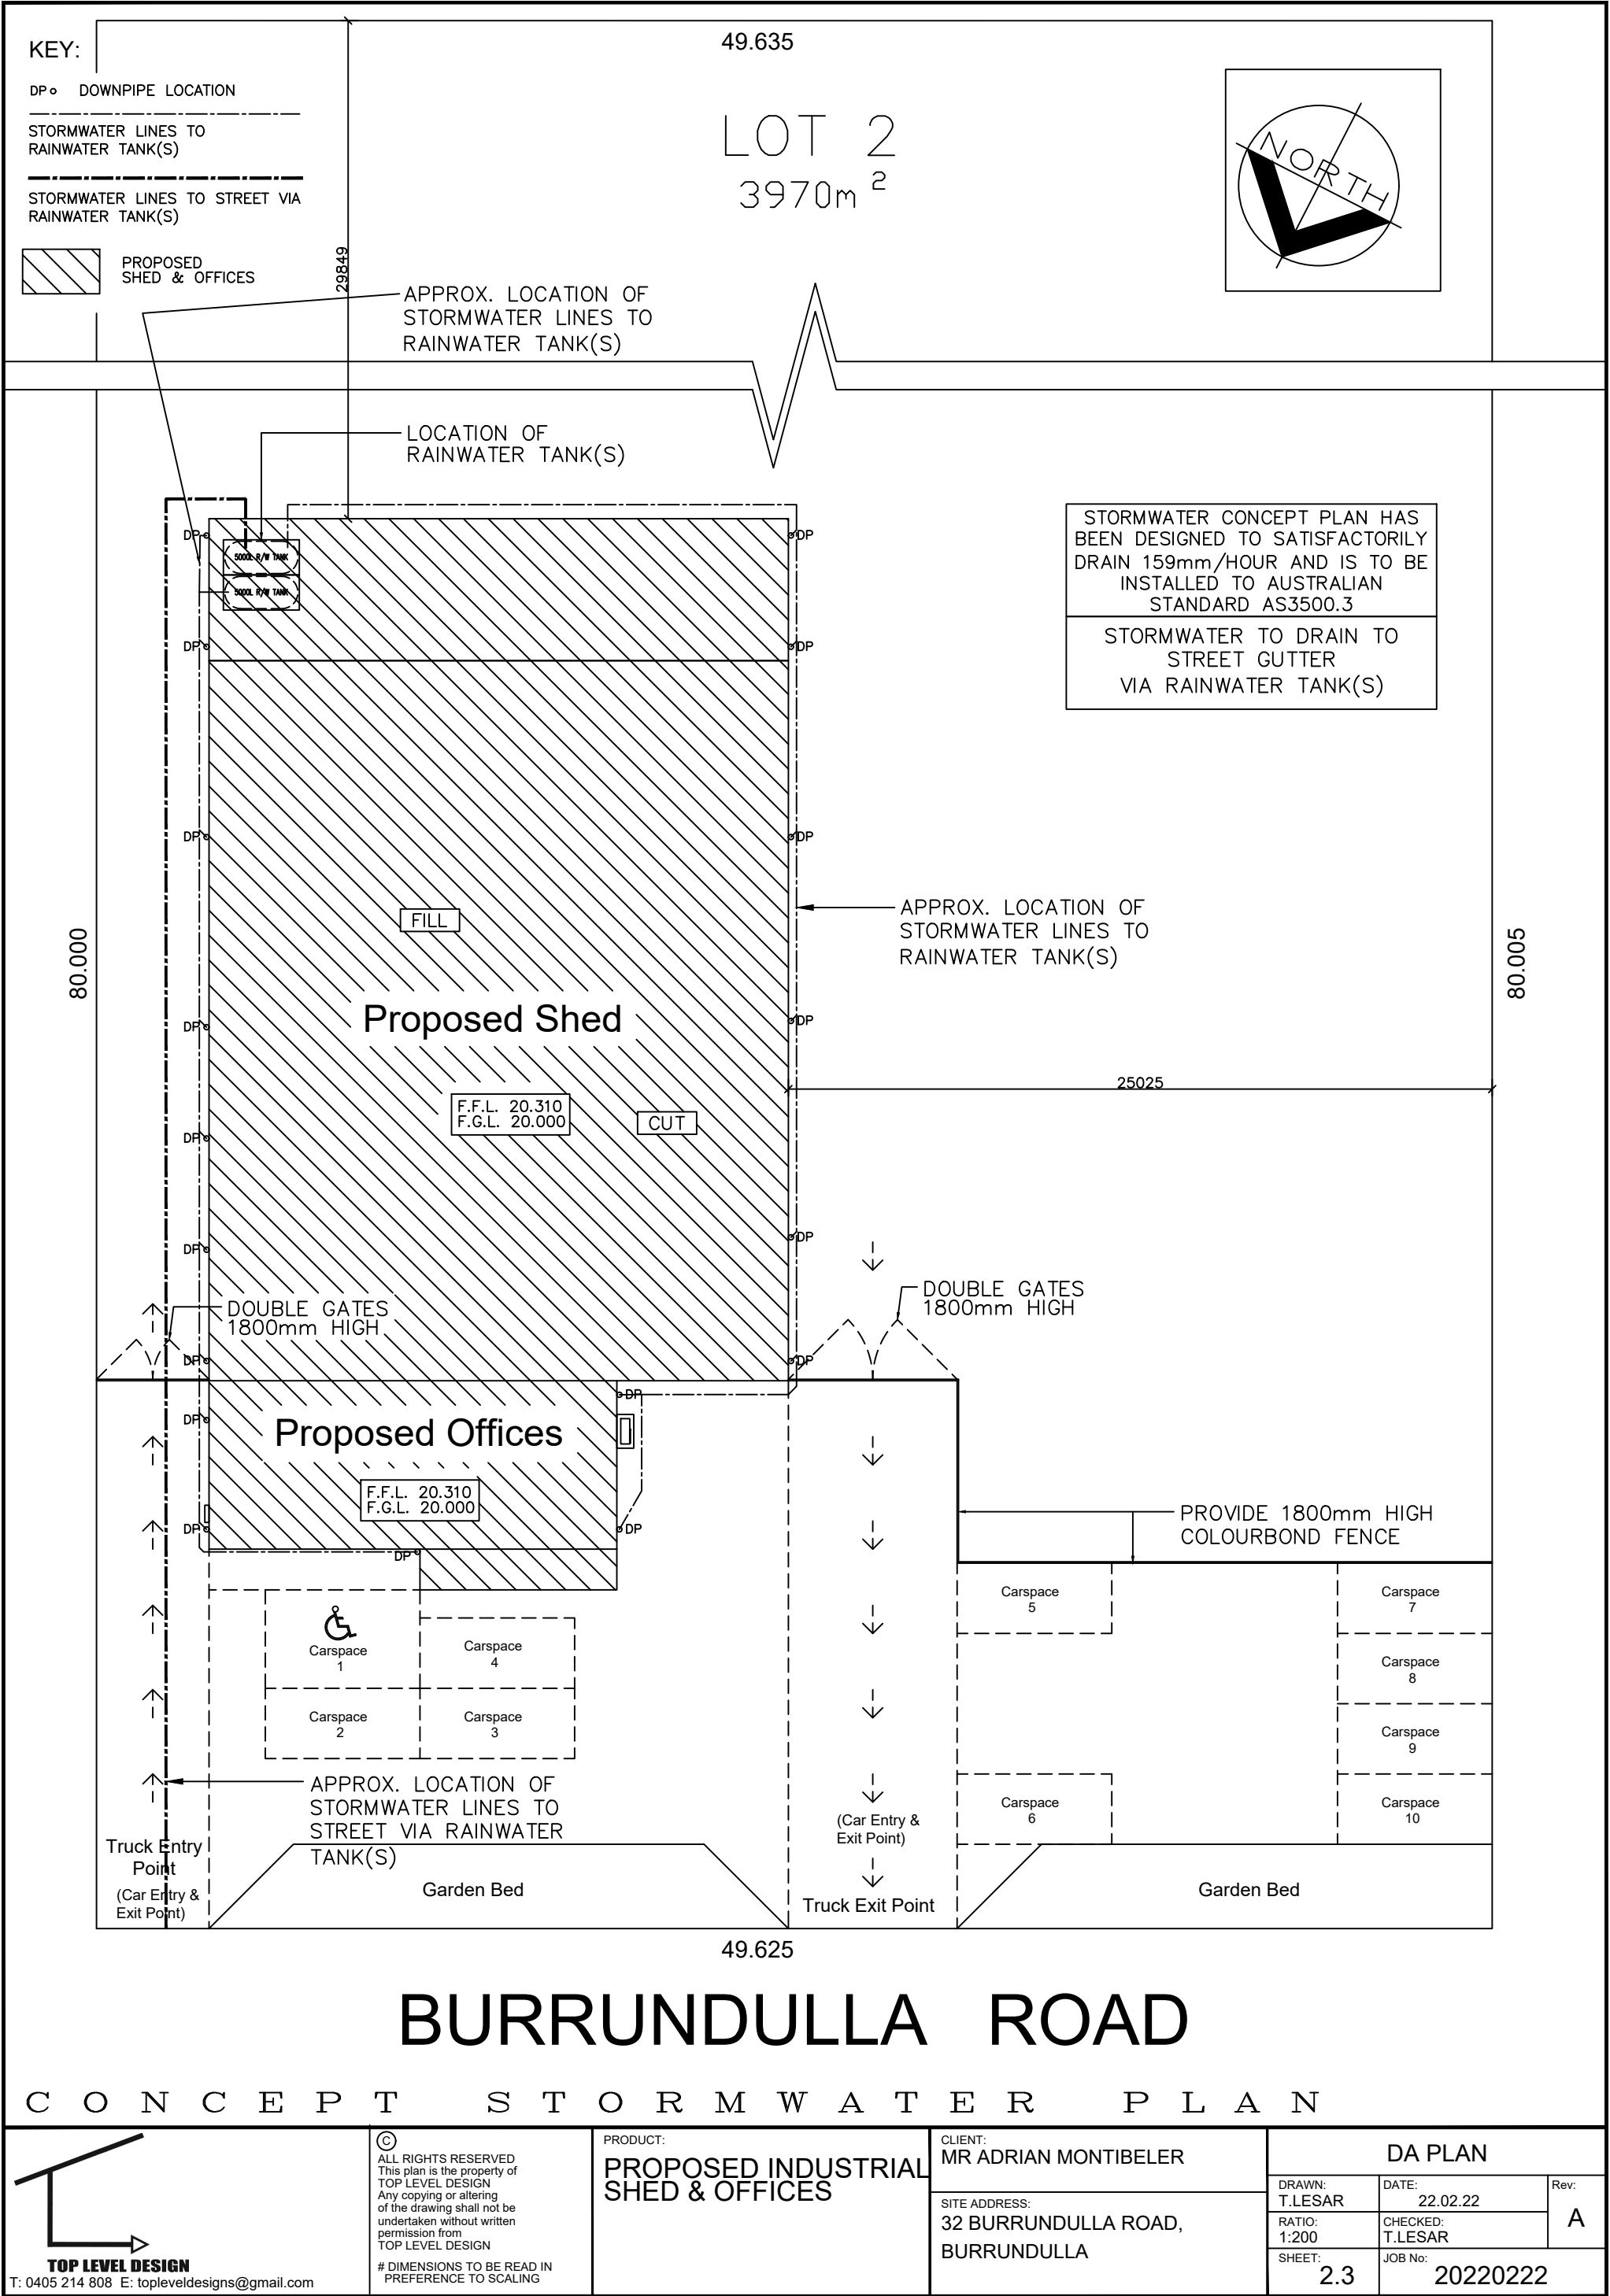 KEY:
DP DOWNPIPE LOCATION
STORMWATER LINES TO
RAINWATER TANK(S)
STORMWATER LINES TO STREET VIA
RAINWATER TANK(S)
PROPOSED
SHED & OFFICES
49.635
LOT 2
3970m²
NORTH
29849
APPROX. LOCATION OF
STORMWATER LINES TO
RAINWATER TANK(S)
LOCATION OF
RAINWATER TANK(S)
STORMWATER CONCEPT PLAN HAS
BEEN DESIGNED TO SATISFACTORILY
DRAIN 159mm/HOUR AND IS TO BE
INSTALLED TO AUSTRALIAN
STANDARD AS3500.3
STORMWATER TO DRAIN TO
STREET GUTTER
VIA RAINWATER TANK(S)
DP
DP
5000L R/W TANK
5000L R/W TANK
DP
DP
DP
DP
FILL
APPROX. LOCATION OF
STORMWATER LINES TO
RAINWATER TANK(S)
80.000
80.005
Proposed Shed
DP
DP
25025
F.F.L. 20.310
F.G.L. 20.000
CUT
DP
DP
DP
DOUBLE GATES
1800mm HIGH
DOUBLE GATES
1800mm HIGH
DP
DP
DP
DP
Proposed Offices
F.F.L. 20.310
F.G.L. 20.000
DP
DP
DP
PROVIDE 1800mm HIGH
COLOURBOND FENCE
Carspace
1
Carspace
4
Carspace
2
Carspace
3
Carspace
5
Carspace
7
Carspace
8
Carspace
9
Carspace
6
Carspace
10
APPROX. LOCATION OF
STORMWATER LINES TO
STREET VIA RAINWATER
TANK(S)
Truck Entry
Point
(Car Entry &
Exit Point)
Garden Bed
(Car Entry &
Exit Point)
Truck Exit Point
Garden Bed
49.625
BURRUNDULLA ROAD
CONCEPT STORMWATER PLAN
TOP LEVEL DESIGN
T: 0405 214 808 E: topleveldesigns@gmail.com
©
ALL RIGHTS RESERVED
This plan is the property of
TOP LEVEL DESIGN
Any copying or altering
of the drawing shall not be
undertaken without written
permission from
TOP LEVEL DESIGN
# DIMENSIONS TO BE READ IN
PREFERENCE TO SCALING
PRODUCT:
PROPOSED INDUSTRIAL
SHED & OFFICES
CLIENT:
MR ADRIAN MONTIBELER
SITE ADDRESS:
32 BURRUNDULLA ROAD,
BURRUNDULLA
DA PLAN
DRAWN:
T.LESAR
DATE:
22.02.22
Rev:
A
RATIO:
1:200
CHECKED:
T.LESAR
SHEET:
2.3
JOB No:
20220222